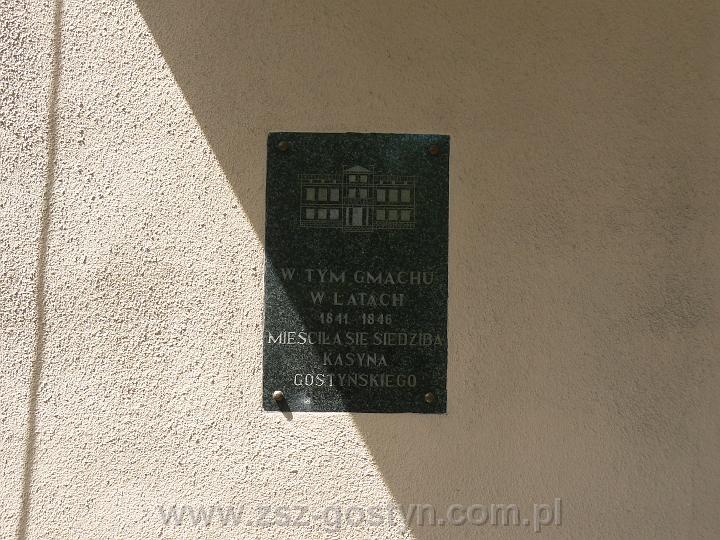 W TYM GMACHU
W LATACH
1841 1846
MIEŚCIŁA SIĘ SIEDZIBA
KASYNA
GOSTYŃSKIEGO
www.zsz-gostyn.com.pl